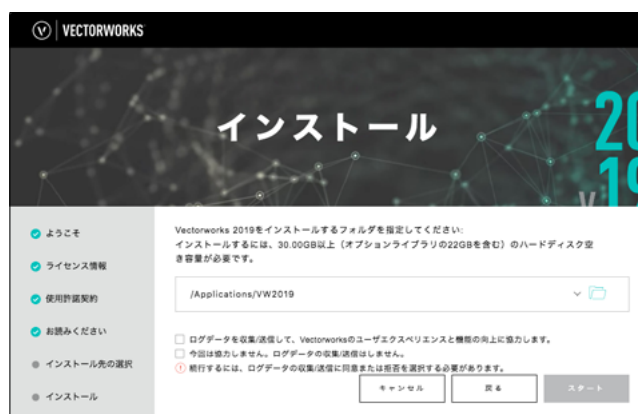 VECTORWORKS
インストール
20
19
V
ようこそ
ライセンス情報
使用許諾契約
お読みください
インストール先の選択
インストール
Vectorworks 2019をインストールするフォルダを指定してください:
インストールするには、30.00GB以上（オプションライブラリの22GBを含む）のハードディスク空
き容量が必要です。
/Applications/VW2019
ログデータを収集/送信して、Vectorworksのユーザエクスペリエンスと機能の向上に協力します。
今回は協力しません。ログデータの収集/送信はしません。
続行するには、ログデータの収集/送信に同意または拒否を選択する必要があります。
キャンセル
戻る
スタート